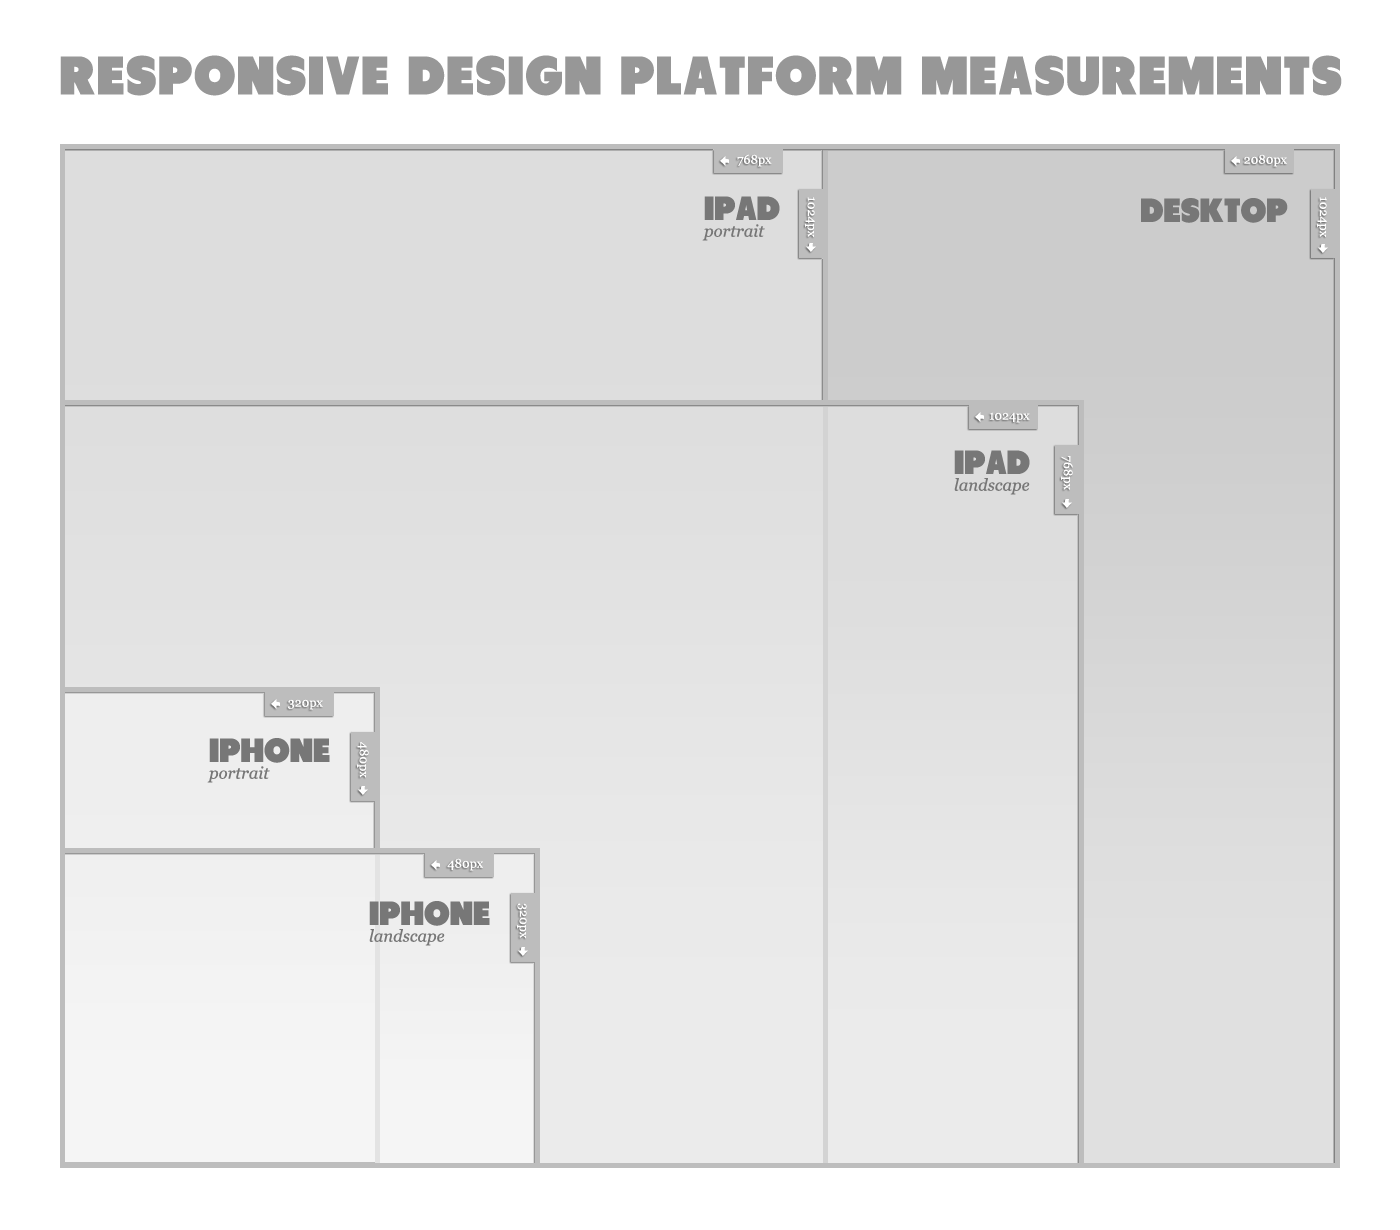 RESPONSIVE DESIGN PLATFORM MEASUREMENTS
768px
IPAD
portrait
1024px
2080px
DESKTOP
1024px
1024px
IPAD
landscape
768px
320px
IPHONE
portrait
480px
480px
IPHONE
landscape
320px